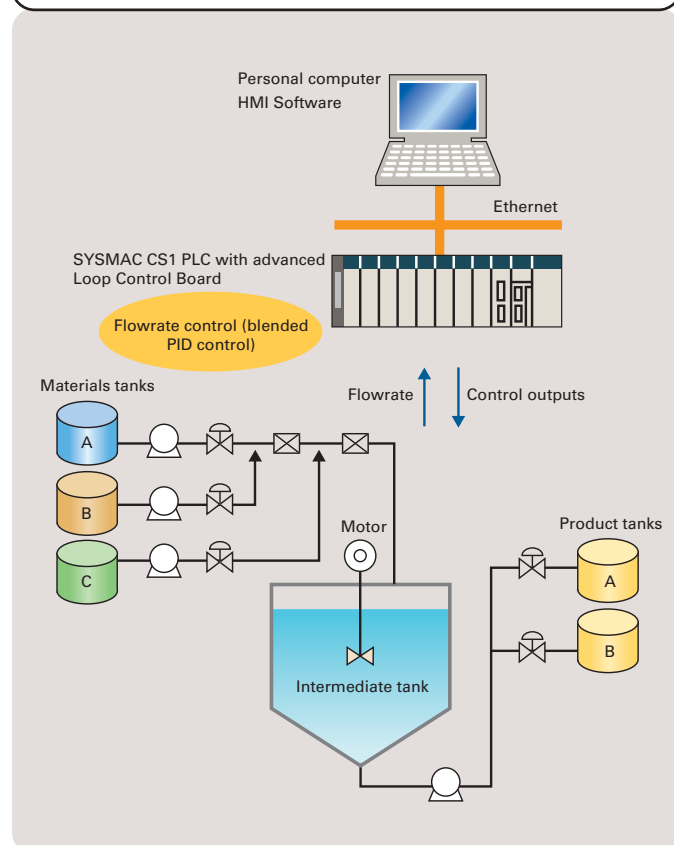 Personal computer
HMI Software
Ethernet
SYSMAC CS1 PLC with advanced
Loop Control Board
Flowrate control (blended
PID control)
Flowrate
Control outputs
Materials tanks
A
B
C
Motor
Product tanks
A
B
Intermediate tank